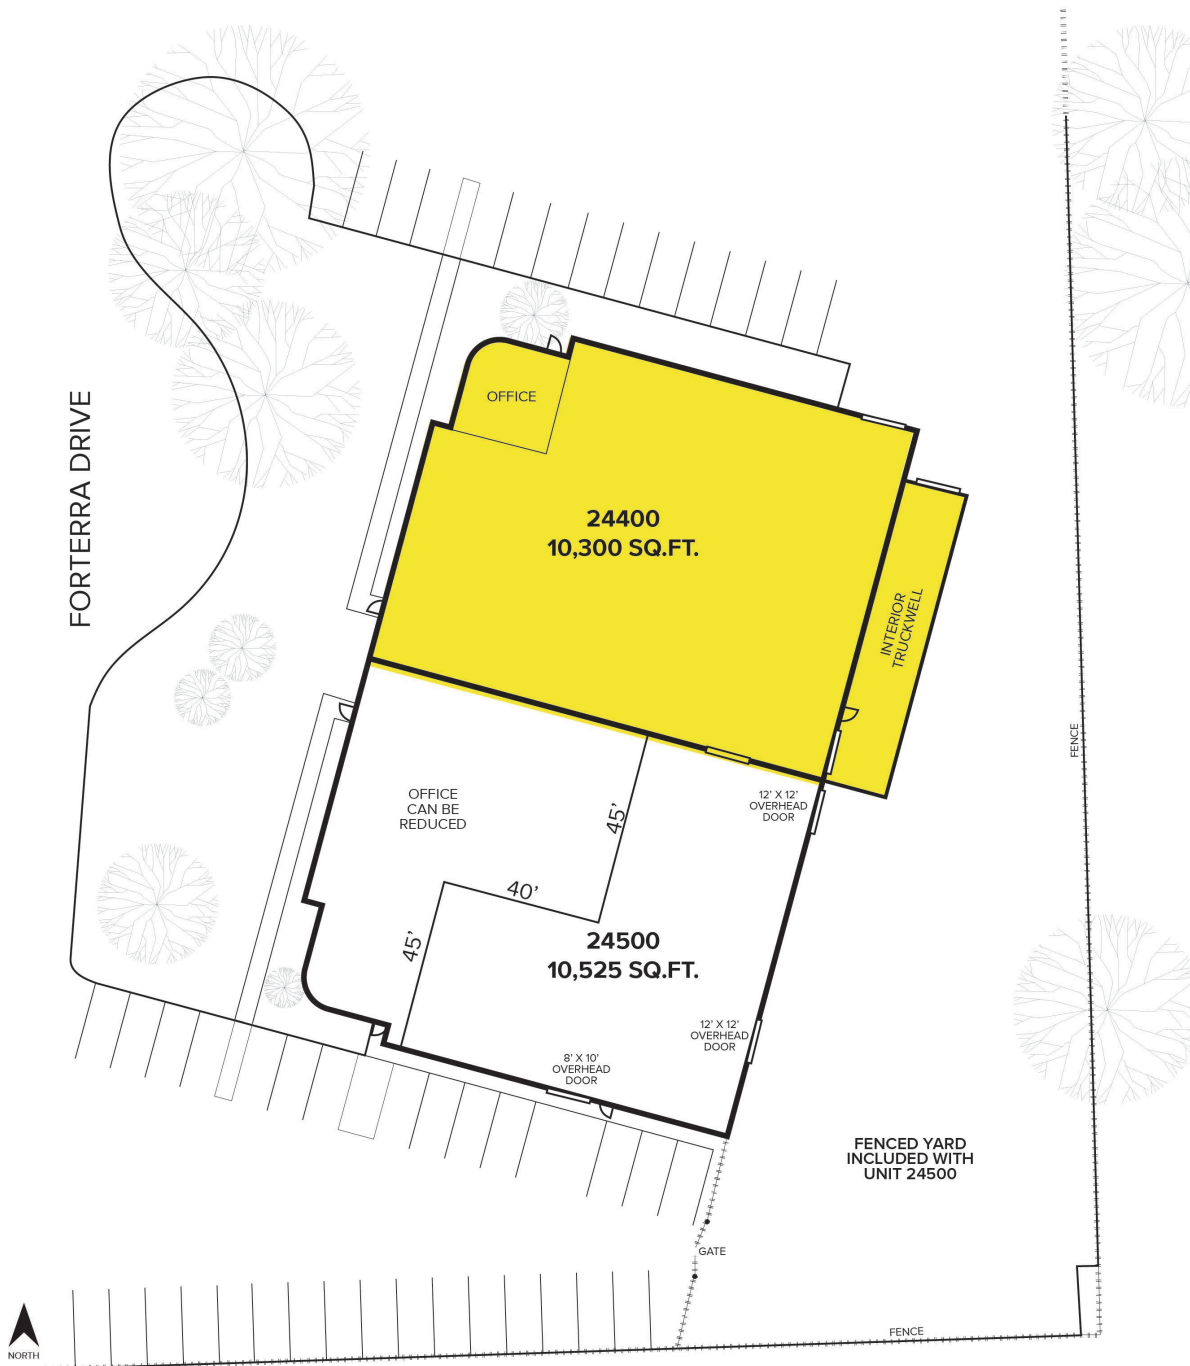 OFFICE
FORTERRA DRIVE
24400
10,300 SQ.FT.
INTERIOR
TRUCKWELL
FENCE
OFFICE
CAN BE
REDUCED
12' X 12'
OVERHEAD
DOOR
45'
40'
45'
24500
10,525 SQ.FT.
12' X 12'
OVERHEAD
DOOR
8' X 10'
OVERHEAD
DOOR
FENCED YARD
INCLUDED WITH
UNIT 24500
GATE
FENCE
NORTH